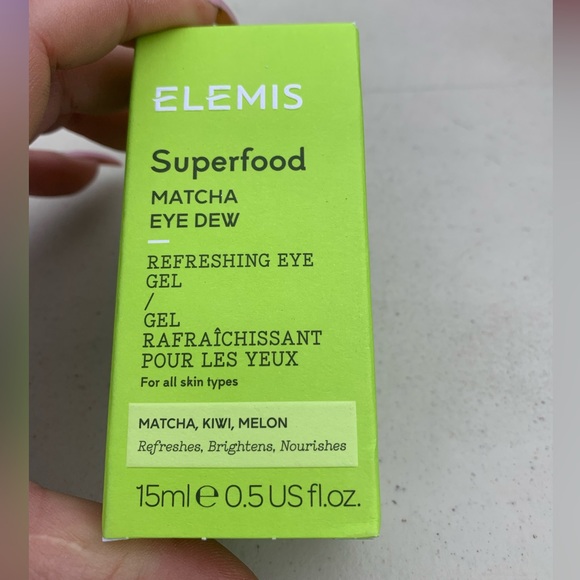 ELEMIS
Superfood
MATCHA
EYE DEW
REFRESHING EYE
GEL
/
GEL
RAFRAÎCHISSANT
POUR LES YEUX
For all skin types
MATCHA, KIWI, MELON
Refreshes, Brightens, Nourishes
15ml ℮ 0.5 US fl.oz.